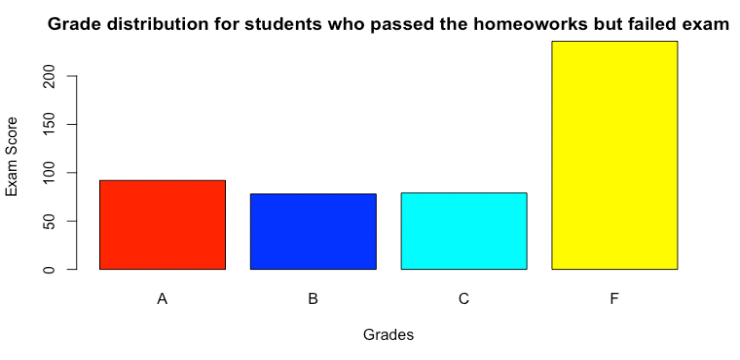 Grade distribution for students who passed the homeoworks but failed exam
200
150
100
50
0
Exam Score
A B C F
Grades